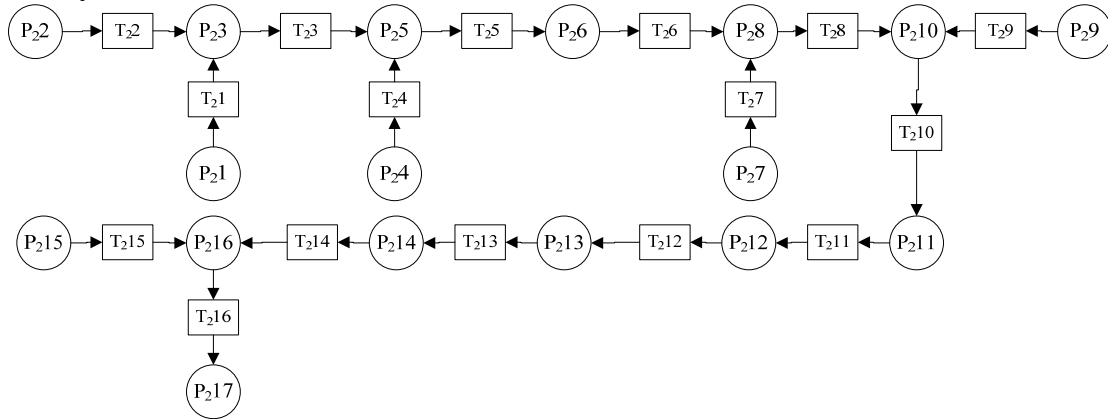 P₂2 T₂2 P₂3 T₂3 P₂5 T₂5 P₂6 T₂6 P₂8 T₂8 P₂10 T₂9 P₂9
T₂1 T₂4 T₂7
T₂10
P₂1 P₂4 P₂7
P₂15 T₂15 P₂16 T₂14 P₂14 T₂13 P₂13 T₂12 P₂12 T₂11 P₂11
T₂16
P₂17